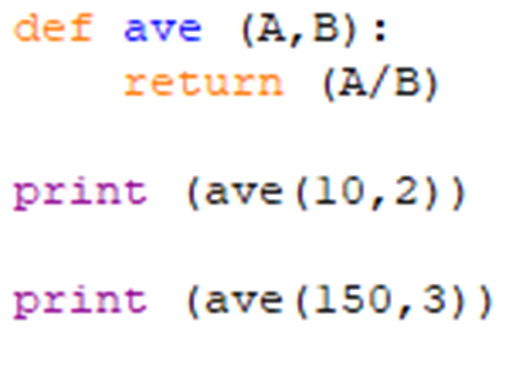 def ave (A,B):
    return (A/B)
print (ave(10,2))
print (ave(150,3))